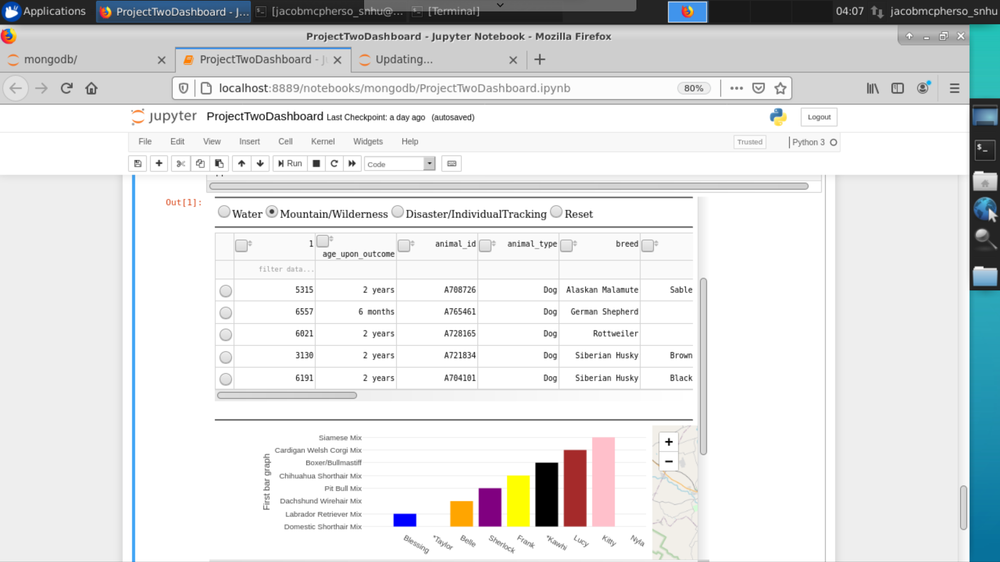 Applications
ProjectTwoDashboard - J...
[jacobmcpherso_snhu@...
[Terminal]
04:07
jacobmcpherso_snhu
ProjectTwoDashboard - Jupyter Notebook - Mozilla Firefox
mongodb/
ProjectTwoDashboard -
Updating...
localhost:8889/notebooks/mongodb/ProjectTwoDashboard.ipynb
80%
jupyter ProjectTwoDashboard Last Checkpoint: a day ago (autosaved)
Logout
File Edit View Insert Cell Kernel Widgets Help
Trusted
Python 3
Run
Code
Out[1]:
Water Mountain/Wilderness Disaster/IndividualTracking Reset
1 age_upon_outcome animal_id animal_type breed
filter data...
5315 2 years A708726 Dog Alaskan Malamute Sable
6557 6 months A765461 Dog German Shepherd
6021 2 years A728165 Dog Rottweiler
3130 2 years A721834 Dog Siberian Husky Brown
6191 2 years A704101 Dog Siberian Husky Black
First bar graph
Siamese Mix
Cardigan Welsh Corgi Mix
Boxer/Bullmastiff
Chihuahua Shorthair Mix
Pit Bull Mix
Dachshund Wirehair Mix
Labrador Retriever Mix
Domestic Shorthair Mix
Blessing *Taylor Belle Sherlock Frank *Kawhi Lucy Kitty Nyla
+
−
$_